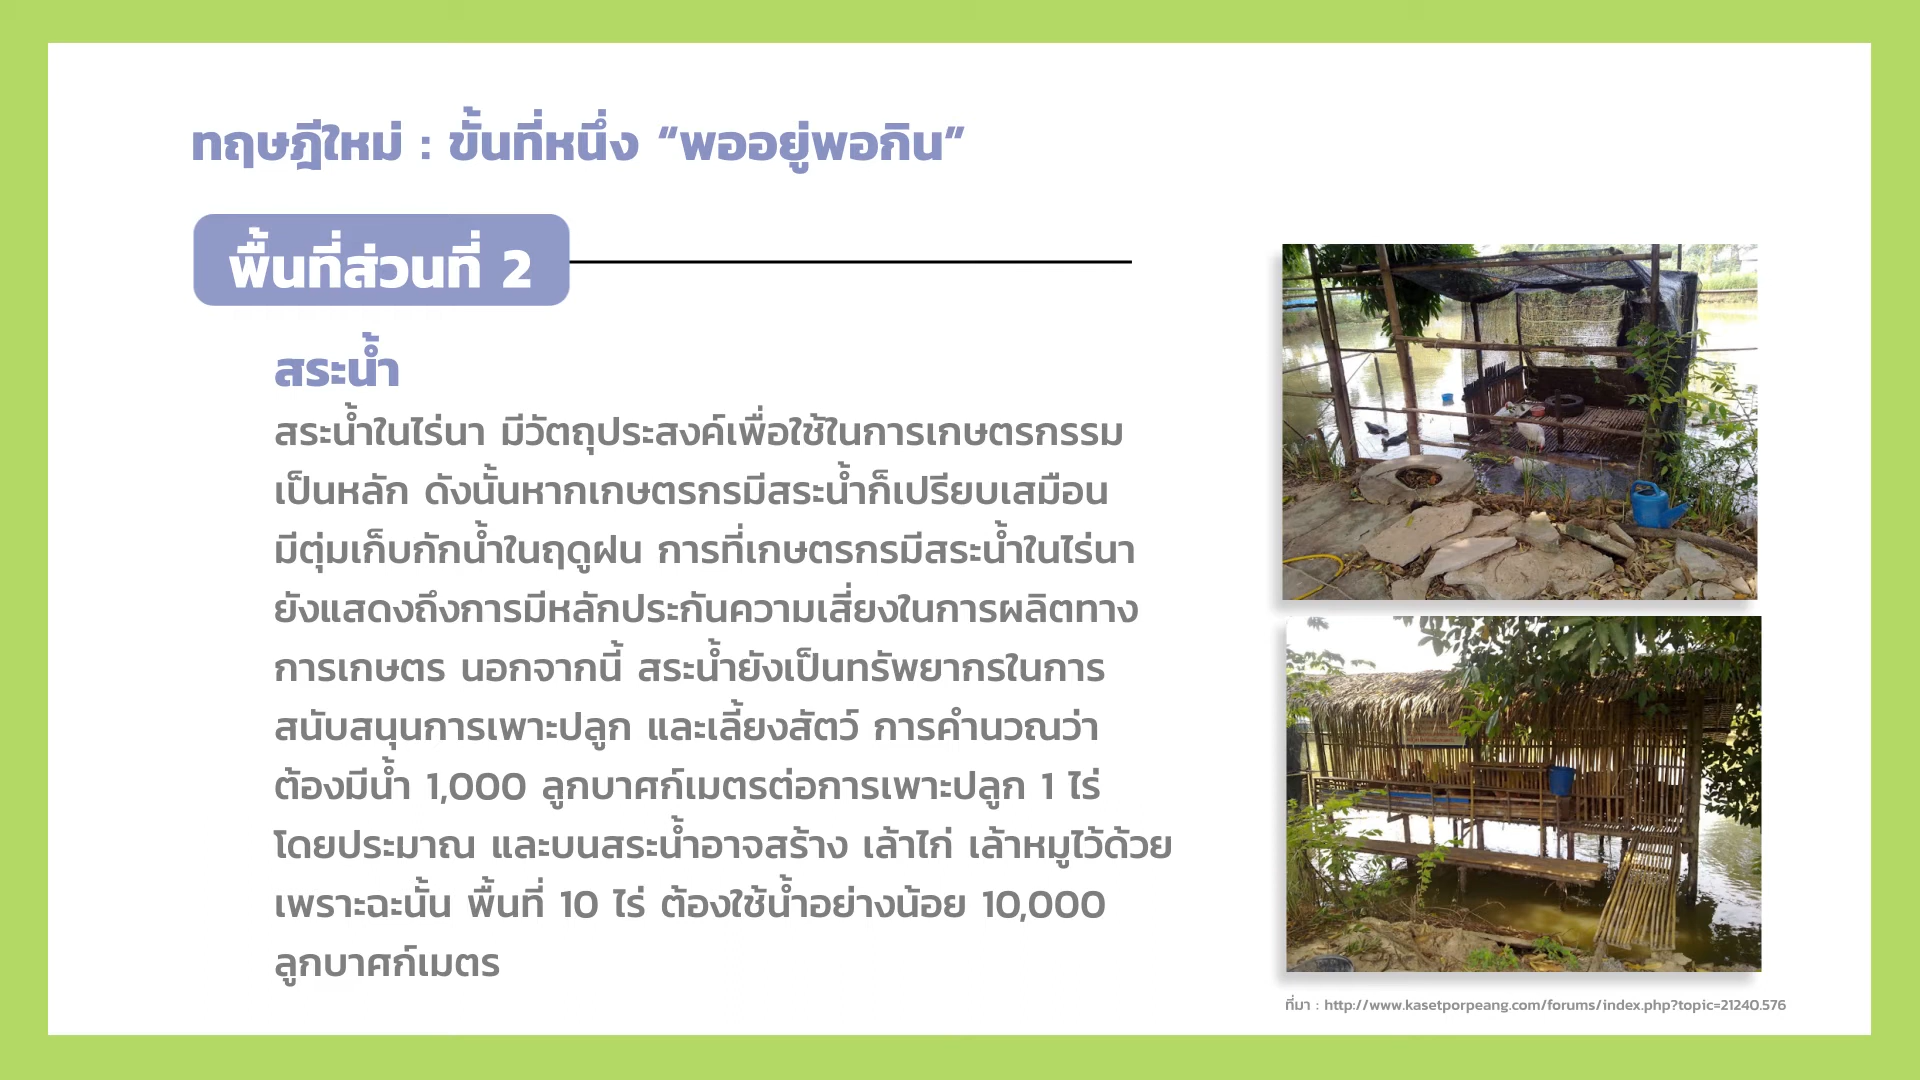 ทฤษฎีใหม่ : ขั้นที่หนึ่ง “พออยู่พอกิน”
พื้นที่ส่วนที่ 2
สระน้ำ
สระน้ำในไร่นา มีวัตถุประสงค์เพื่อใช้ในการเกษตรกรรม
เป็นหลัก ดังนั้นหากเกษตรกรมีสระน้ำก็เปรียบเสมือน
มีตุ่มเก็บกักน้ำในฤดูฝน การที่เกษตรกรมีสระน้ำในไร่นา
ยังแสดงถึงการมีหลักประกันความเสี่ยงในการผลิตทาง
การเกษตร นอกจากนี้ สระน้ำยังเป็นทรัพยากรในการ
สนับสนุนการเพาะปลูก และเลี้ยงสัตว์ การคำนวณว่า
ต้องมีน้ำ 1,000 ลูกบาศก์เมตรต่อการเพาะปลูก 1 ไร่
โดยประมาณ และบนสระน้ำอาจสร้าง เล้าไก่ เล้าหมูไว้ด้วย
เพราะฉะนั้น พื้นที่ 10 ไร่ ต้องใช้น้ำอย่างน้อย 10,000
ลูกบาศก์เมตร
ที่มา : http://www.kasetporpeang.com/forums/index.php?topic=21240.576